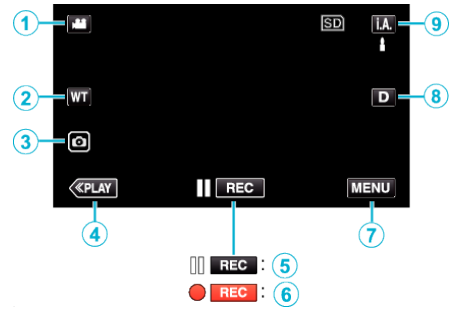 1 SD I.A. 9
2 WT D 8
3
≪PLAY REC MENU
4 7
REC : 5
REC : 6